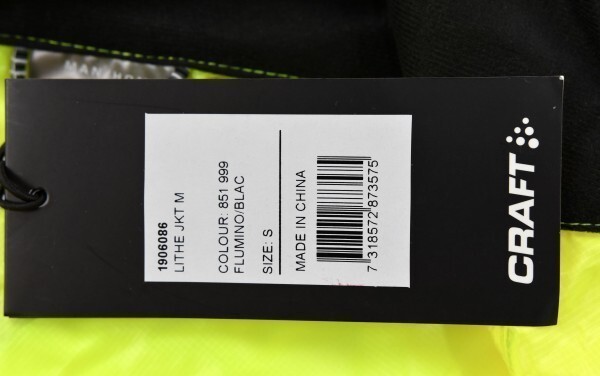 1906086
LITHE JKT M
COLOUR: 851 999
FLUMINO/BLAC
SIZE: S
MADE IN CHINA
7 318572 873575
CRAFT